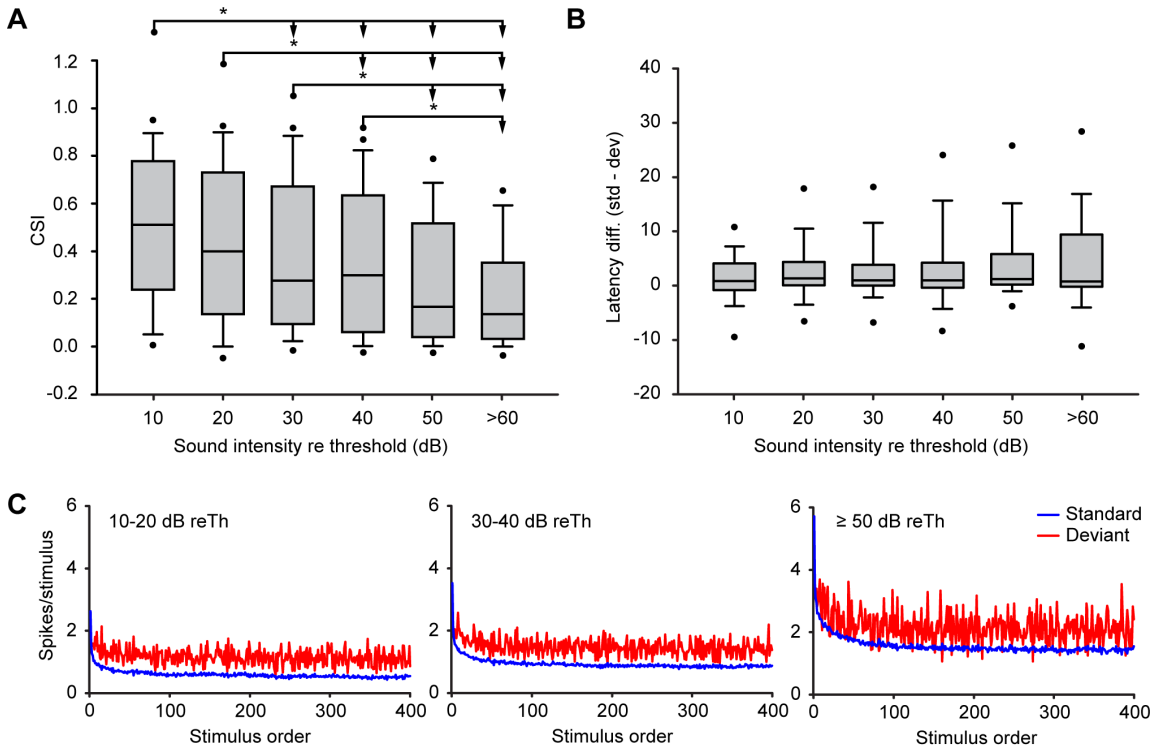 A
*
*
*
*
1.2
1.0
0.8
0.6
0.4
0.2
0.0
-0.2
CSI
10 20 30 40 50 >60
Sound intensity re threshold (dB)
B
40
30
20
10
0
-10
-20
Latency diff. (std - dev)
10 20 30 40 50 >60
Sound intensity re threshold (dB)
C
Spikes/stimulus
10-20 dB reTh
6
4
2
0
0 100 200 300 400
Stimulus order
30-40 dB reTh
6
4
2
0
0 100 200 300 400
Stimulus order
≥ 50 dB reTh
Standard
Deviant
6
4
2
0
0 100 200 300 400
Stimulus order